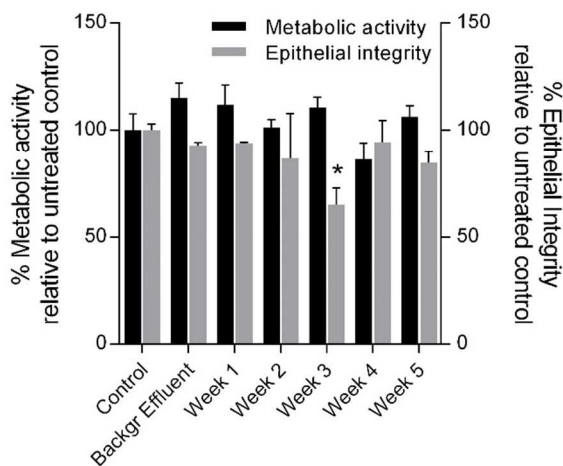 Metabolic activity
Epithelial integrity
% Metabolic activity
relative to untreated control
150
100
50
0
*
150
100
50
0
% Epithelial Integrity
relative to untreated control
Control
Backgr Effluent
Week 1
Week 2
Week 3
Week 4
Week 5